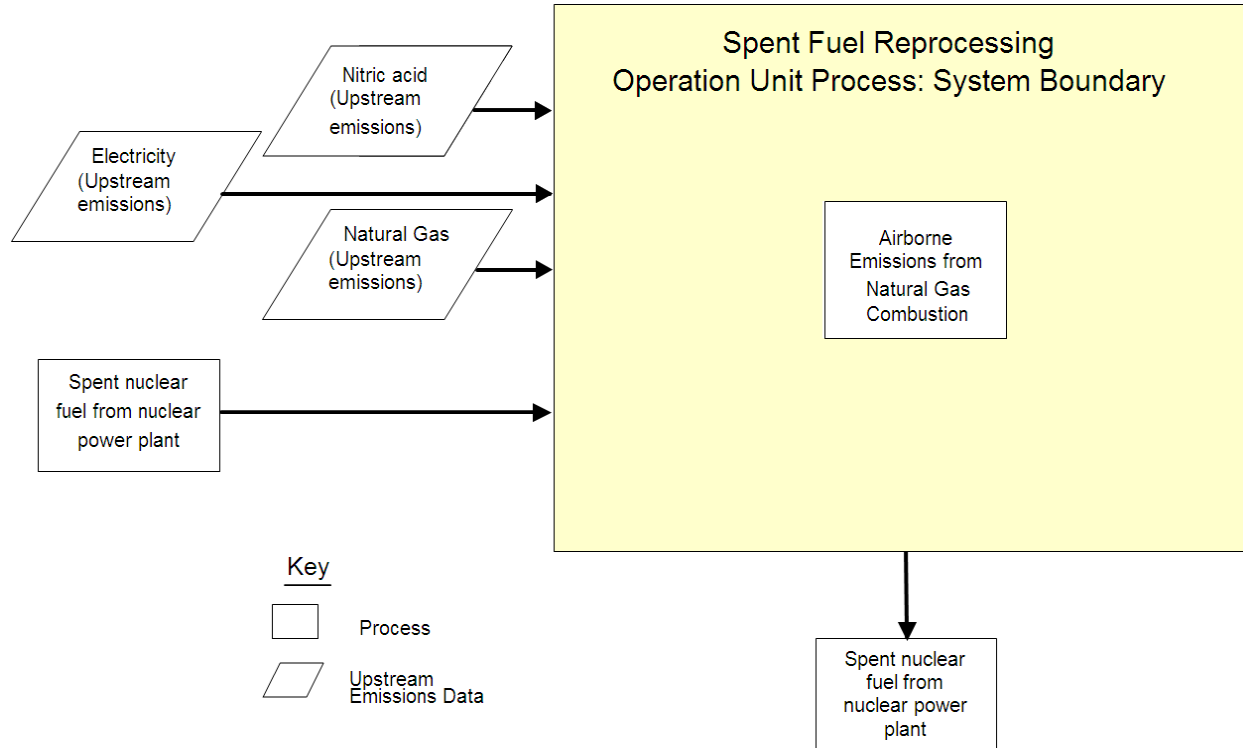 Spent Fuel Reprocessing
Operation Unit Process: System Boundary
Nitric acid
(Upstream
emissions)
Electricity
(Upstream
emissions)
Natural Gas
(Upstream
emissions)
Airborne
Emissions from
Natural Gas
Combustion
Spent nuclear
fuel from nuclear
power plant
Key
Process
Upstream
Emissions Data
Spent nuclear
fuel from
nuclear power
plant